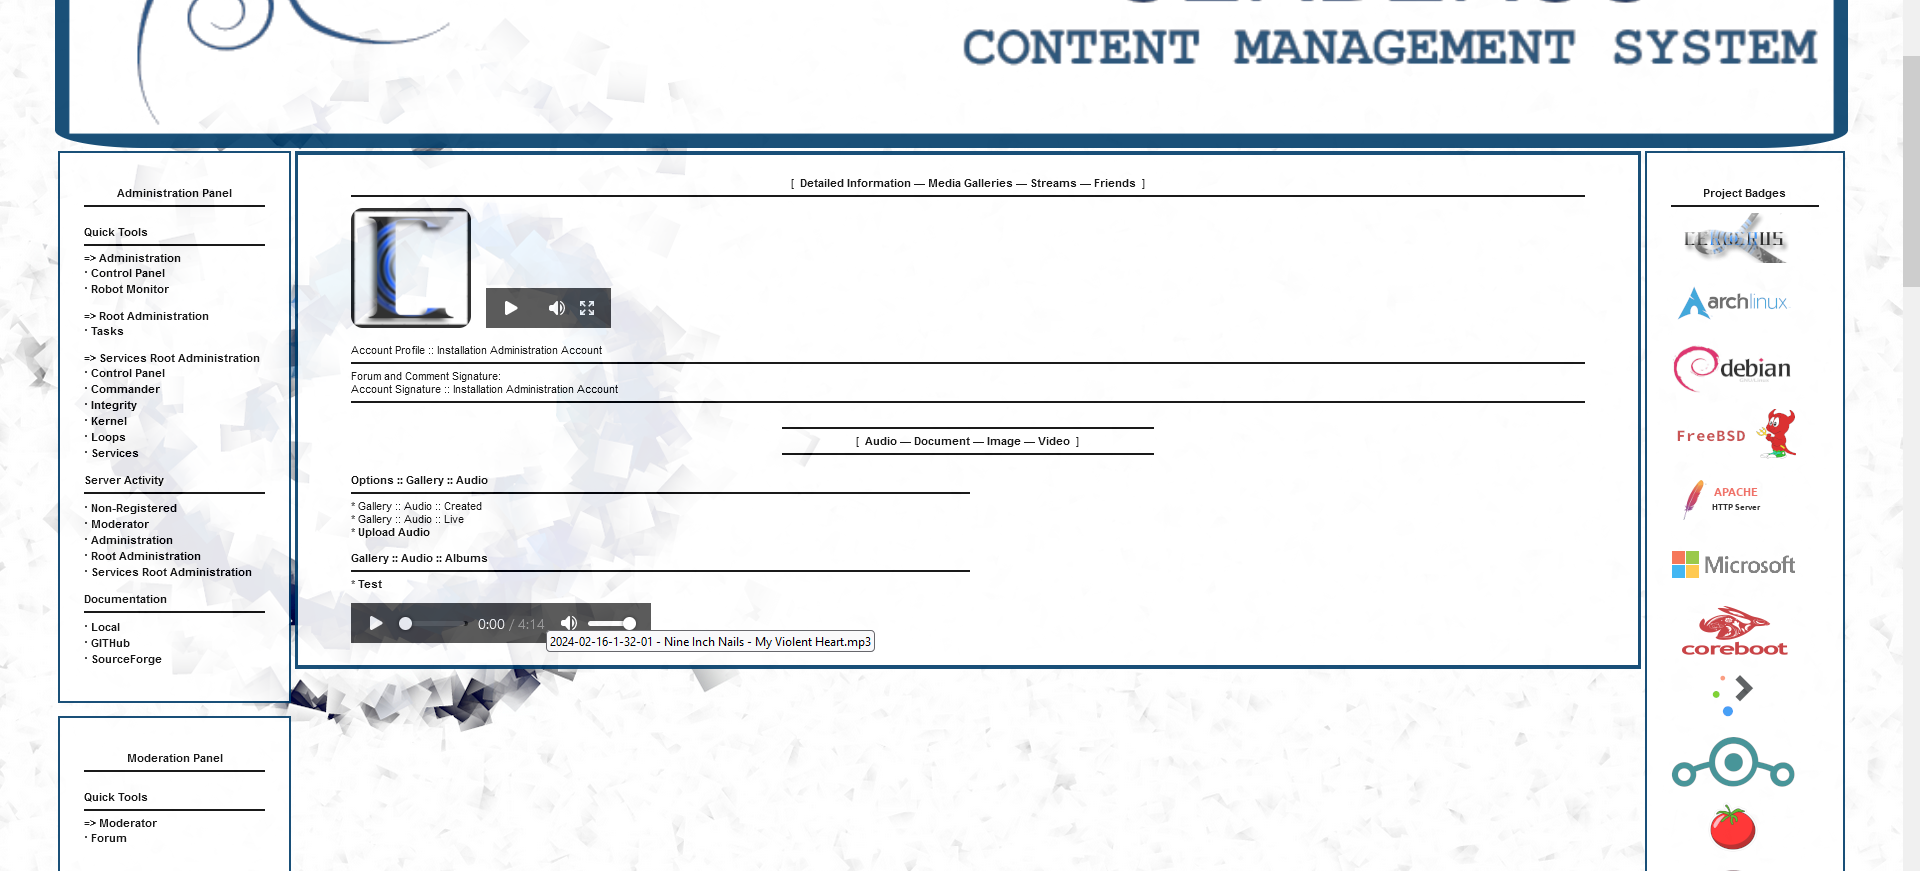 CONTENT MANAGEMENT SYSTEM
Administration Panel
Quick Tools
=> Administration
· Control Panel
· Robot Monitor
=> Root Administration
· Tasks
=> Services Root Administration
· Control Panel
· Commander
· Integrity
· Kernel
· Loops
· Services
Server Activity
· Non-Registered
· Moderator
· Administration
· Root Administration
· Services Root Administration
Documentation
· Local
· GITHub
· SourceForge
Moderation Panel
Quick Tools
=> Moderator
· Forum
[ Detailed Information — Media Galleries — Streams — Friends ]
Account Profile :: Installation Administration Account
Forum and Comment Signature:
Account Signature :: Installation Administration Account
[ Audio — Document — Image — Video ]
Options :: Gallery :: Audio
* Gallery :: Audio :: Created
* Gallery :: Audio :: Live
* Upload Audio
Gallery :: Audio :: Albums
* Test
0:00 / 4:14
2024-02-16-1-32-01 - Nine Inch Nails - My Violent Heart.mp3
Project Badges
CERBERUS
archlinux
debian
FreeBSD
APACHE
HTTP Server
Microsoft
coreboot